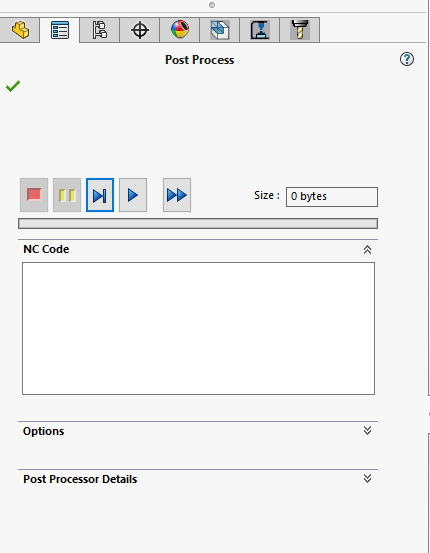 Post Process
?
Size : 0 bytes
NC Code
Options
Post Processor Details